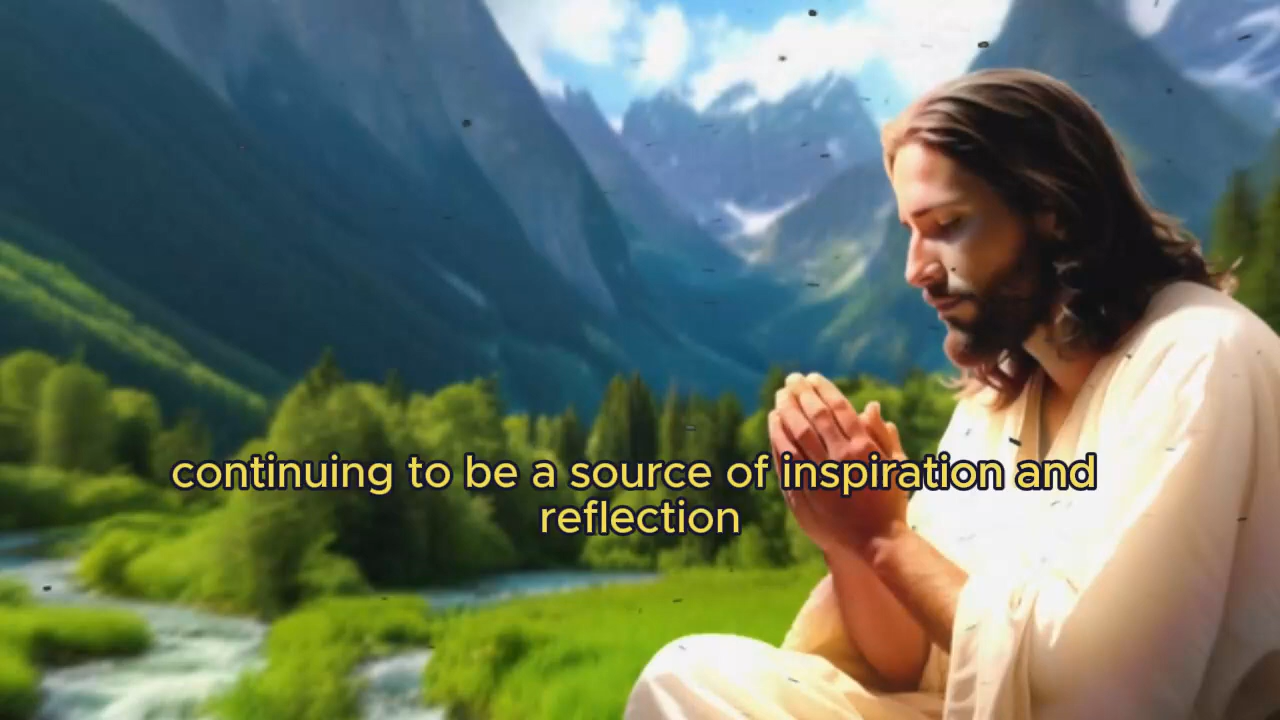 continuing to be a source of inspiration and
reflection